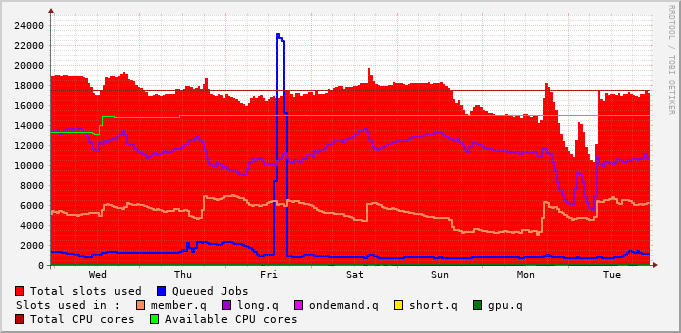 RRDTOOL / TOBI OETIKER
24000
22000
20000
18000
16000
14000
12000
10000
8000
6000
4000
2000
0
Wed Thu Fri Sat Sun Mon Tue
Total slots used Queued Jobs
Slots used in : member.q long.q ondemand.q short.q gpu.q
Total CPU cores Available CPU cores